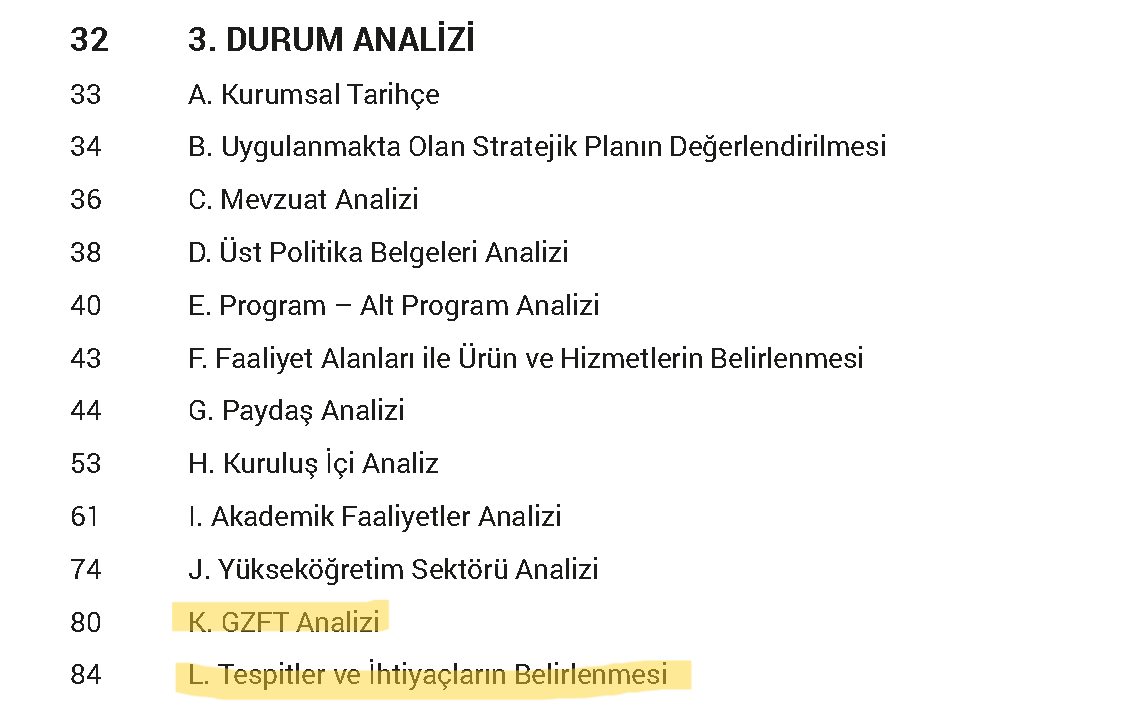 32 3. DURUM ANALİZİ
33 A. Kurumsal Tarihçe
34 B. Uygulanmakta Olan Stratejik Planın Değerlendirilmesi
36 C. Mevzuat Analizi
38 D. Üst Politika Belgeleri Analizi
40 E. Program – Alt Program Analizi
43 F. Faaliyet Alanları ile Ürün ve Hizmetlerin Belirlenmesi
44 G. Paydaş Analizi
53 H. Kuruluş İçi Analiz
61 I. Akademik Faaliyetler Analizi
74 J. Yükseköğretim Sektörü Analizi
80 K. GZFT Analizi
84 L. Tespitler ve İhtiyaçların Belirlenmesi